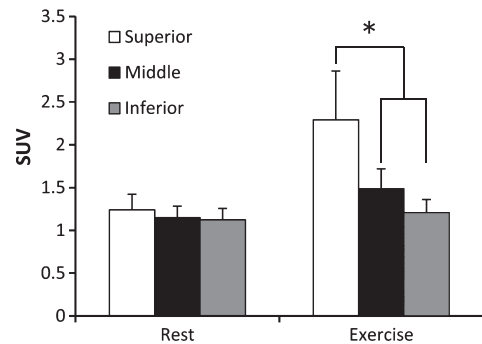 3.5
3
2.5
2
1.5
1
0.5
0
SUV
Superior
Middle
Inferior
*
Rest
Exercise